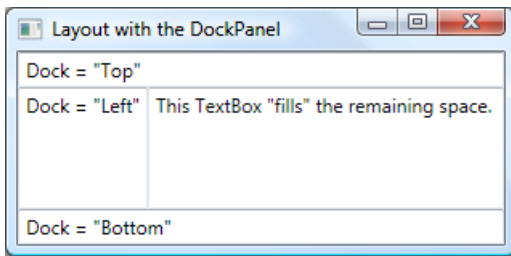 Layout with the DockPanel
Dock = "Top"
Dock = "Left"
This TextBox "fills" the remaining space.
Dock = "Bottom"